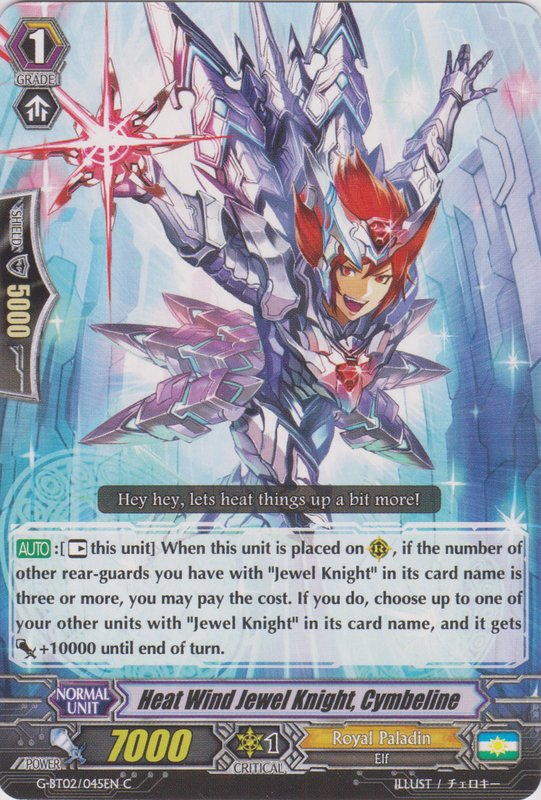 1
GRADE
SHIELD
5000
Hey hey, lets heat things up a bit more!
AUTO :[ this unit] When this unit is placed on R, if the number of
other rear-guards you have with "Jewel Knight" in its card name is
three or more, you may pay the cost. If you do, choose up to one of
your other units with "Jewel Knight" in its card name, and it gets
+10000 until end of turn.
NORMAL
UNIT
Heat Wind Jewel Knight, Cymbeline
POWER
7000
1
CRITICAL
Royal Paladin
Elf
G-BT02/045EN C
ILLUST / チェロキー